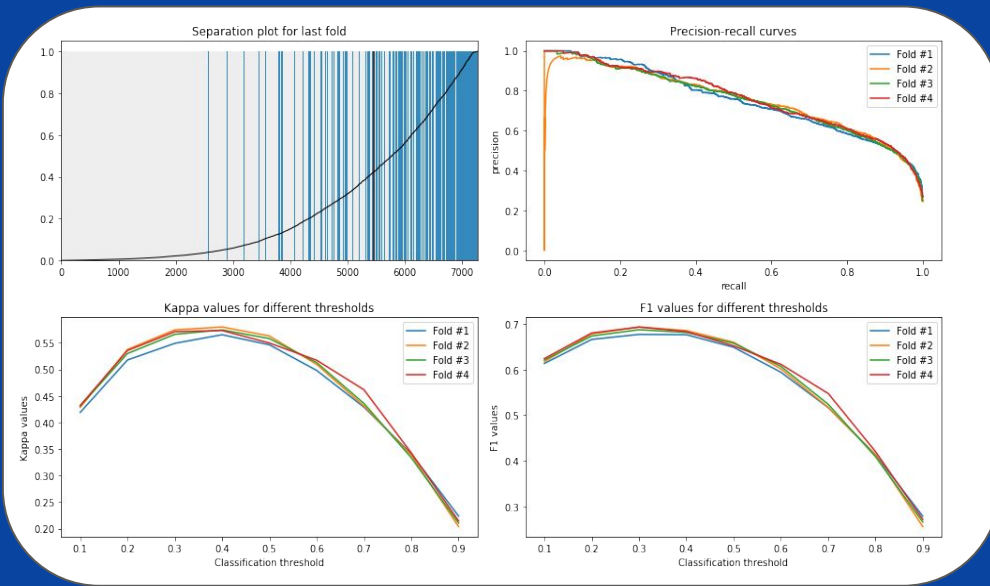 Separation plot for last fold
1.0
0.8
0.6
0.4
0.2
0.0
0 1000 2000 3000 4000 5000 6000 7000
Precision-recall curves
1.0
0.8
0.6
0.4
0.2
0.0
precision
Fold #1
Fold #2
Fold #3
Fold #4
0.0 0.2 0.4 0.6 0.8 1.0
recall
Kappa values for different thresholds
0.55
0.50
0.45
0.40
0.35
0.30
0.25
0.20
Kappa values
Fold #1
Fold #2
Fold #3
Fold #4
0.1 0.2 0.3 0.4 0.5 0.6 0.7 0.8 0.9
Classification threshold
F1 values for different thresholds
0.7
0.6
0.5
0.4
0.3
F1 values
Fold #1
Fold #2
Fold #3
Fold #4
0.1 0.2 0.3 0.4 0.5 0.6 0.7 0.8 0.9
Classification threshold